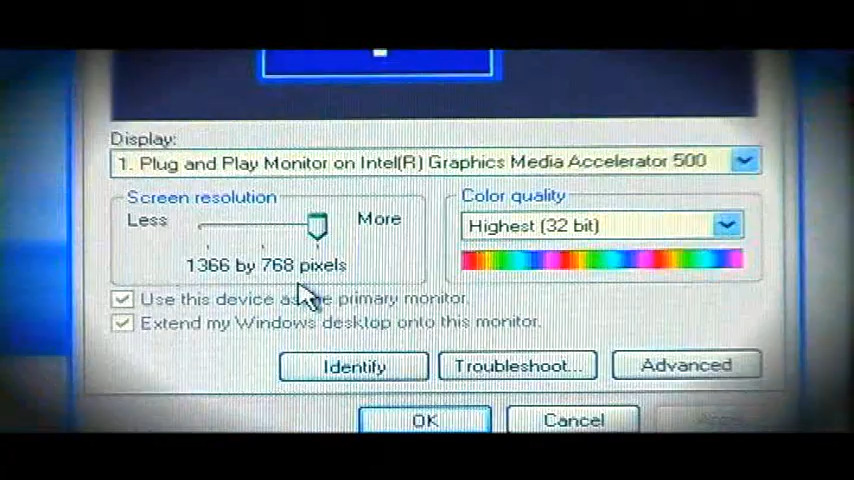 Display:
1. Plug and Play Monitor on Intel(R) Graphics Media Accelerator 500
Screen resolution
Color quality
Less
More
Highest (32 bit)
1366 by 768 pixels
Use this device as the primary monitor.
Extend my Windows desktop onto this monitor.
Identify
Troubleshoot...
Advanced
OK
Cancel